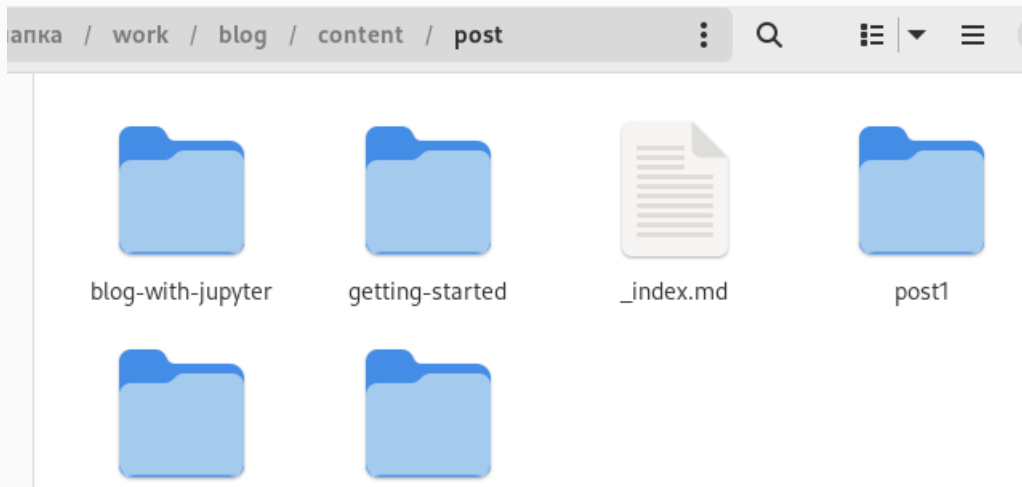 апка / work / blog / content / post
blog-with-jupyter
getting-started
_index.md
post1